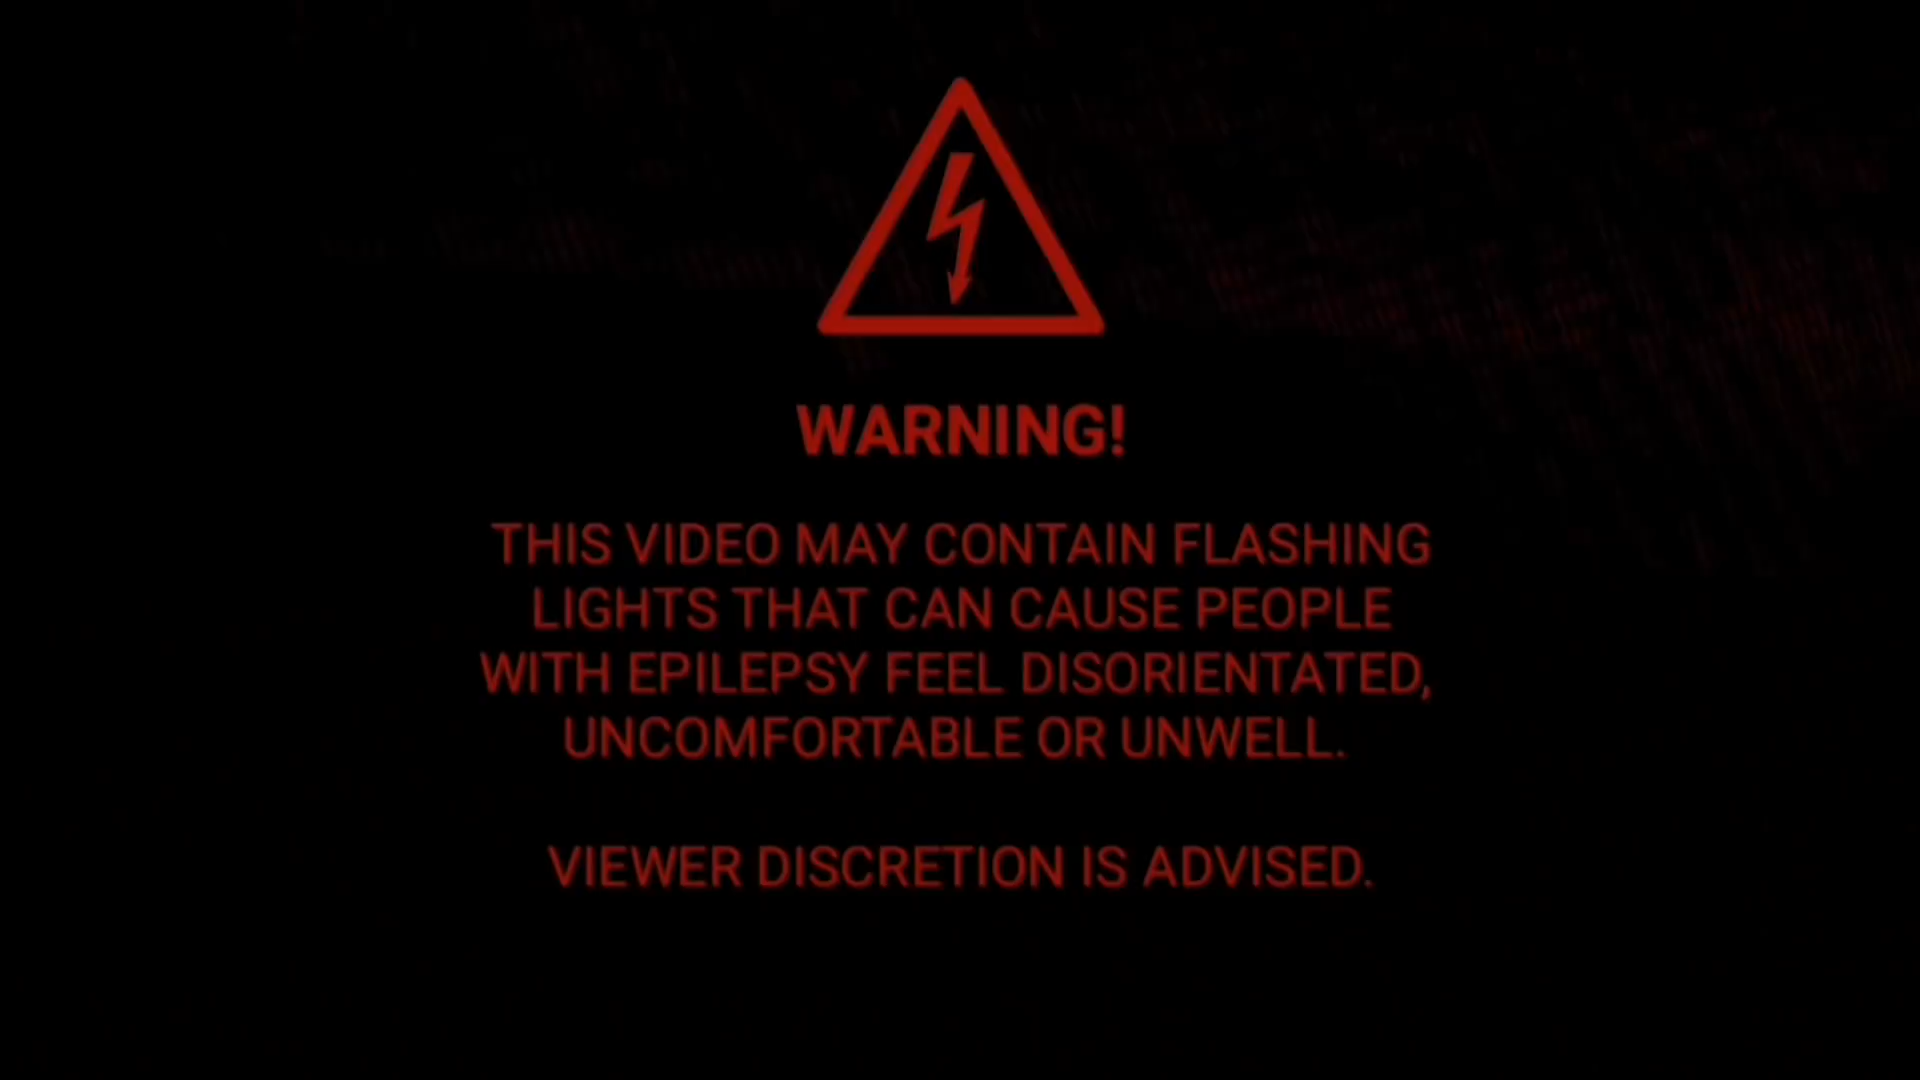 WARNING!
THIS VIDEO MAY CONTAIN FLASHING
LIGHTS THAT CAN CAUSE PEOPLE
WITH EPILEPSY FEEL DISORIENTATED,
UNCOMFORTABLE OR UNWELL.
VIEWER DISCRETION IS ADVISED.